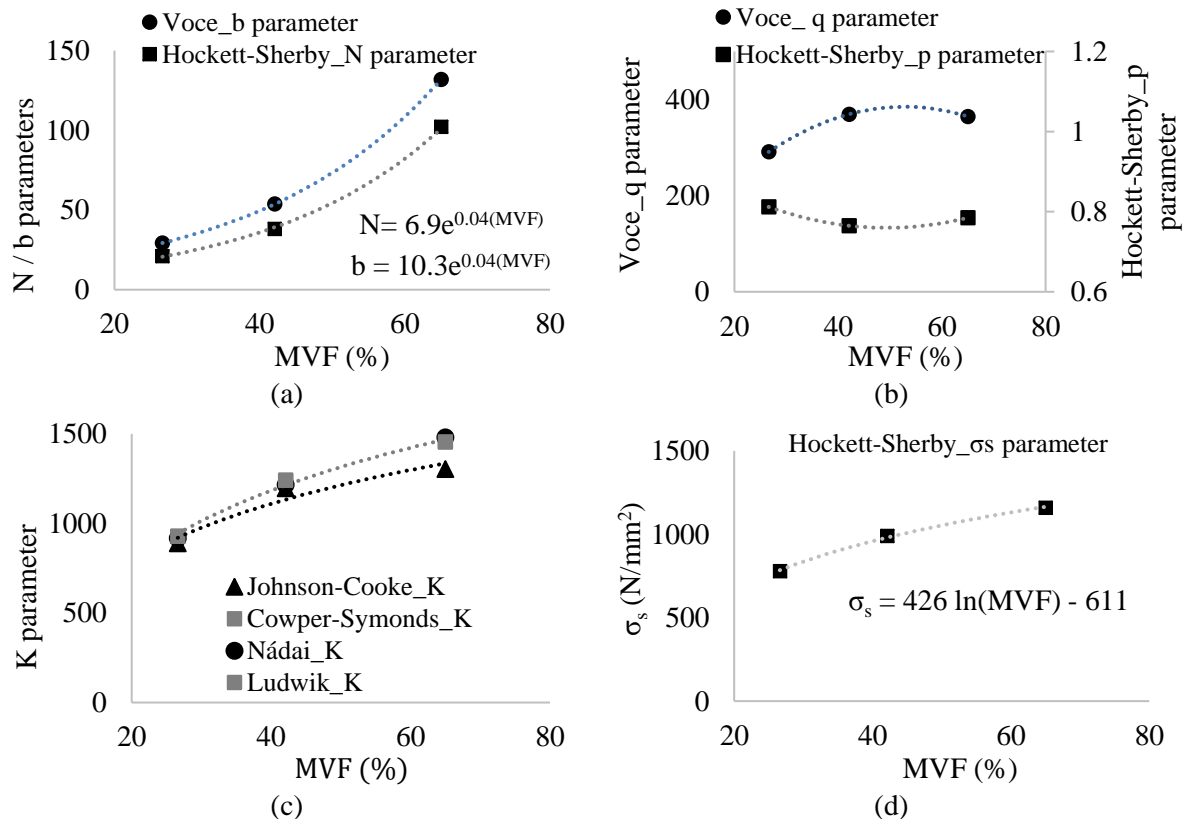 Voce_b parameter
Hockett-Sherby_N parameter
150
100
50
0
N / b parameters
N= 6.9e^0.04(MVF)
b = 10.3e^0.04(MVF)
20 40 60 80
MVF (%)
(a)
Voce_ q parameter
Hockett-Sherby_p parameter
400
200
0
Voce_q parameter
1.2
1
0.8
0.6
Hockett-Sherby_p
parameter
20 40 60 80
MVF (%)
(b)
1500
1000
500
0
K parameter
Johnson-Cooke_K
Cowper-Symonds_K
Nádai_K
Ludwik_K
20 40 60 80
MVF (%)
(c)
Hockett-Sherby_σs parameter
1500
1000
500
0
σs (N/mm²)
σs = 426 ln(MVF) - 611
20 40 60 80
MVF (%)
(d)